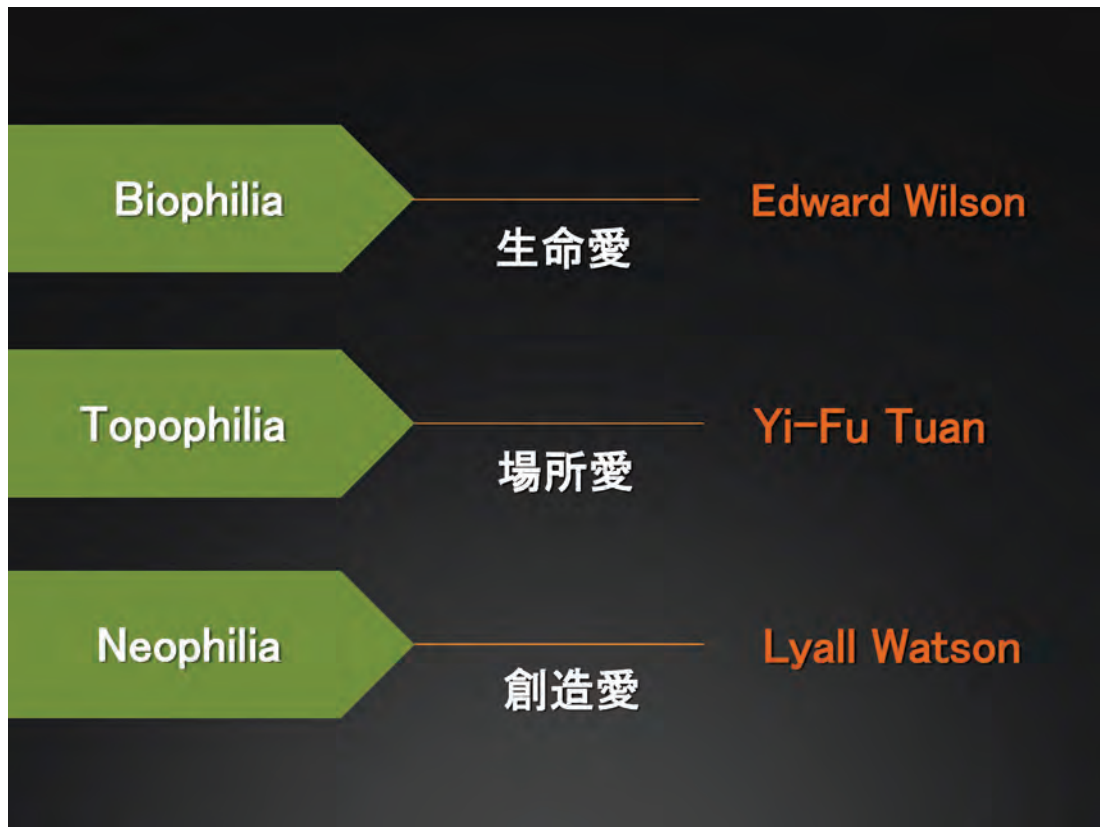 Biophilia
生命愛
Edward Wilson
Topophilia
場所愛
Yi-Fu Tuan
Neophilia
創造愛
Lyall Watson